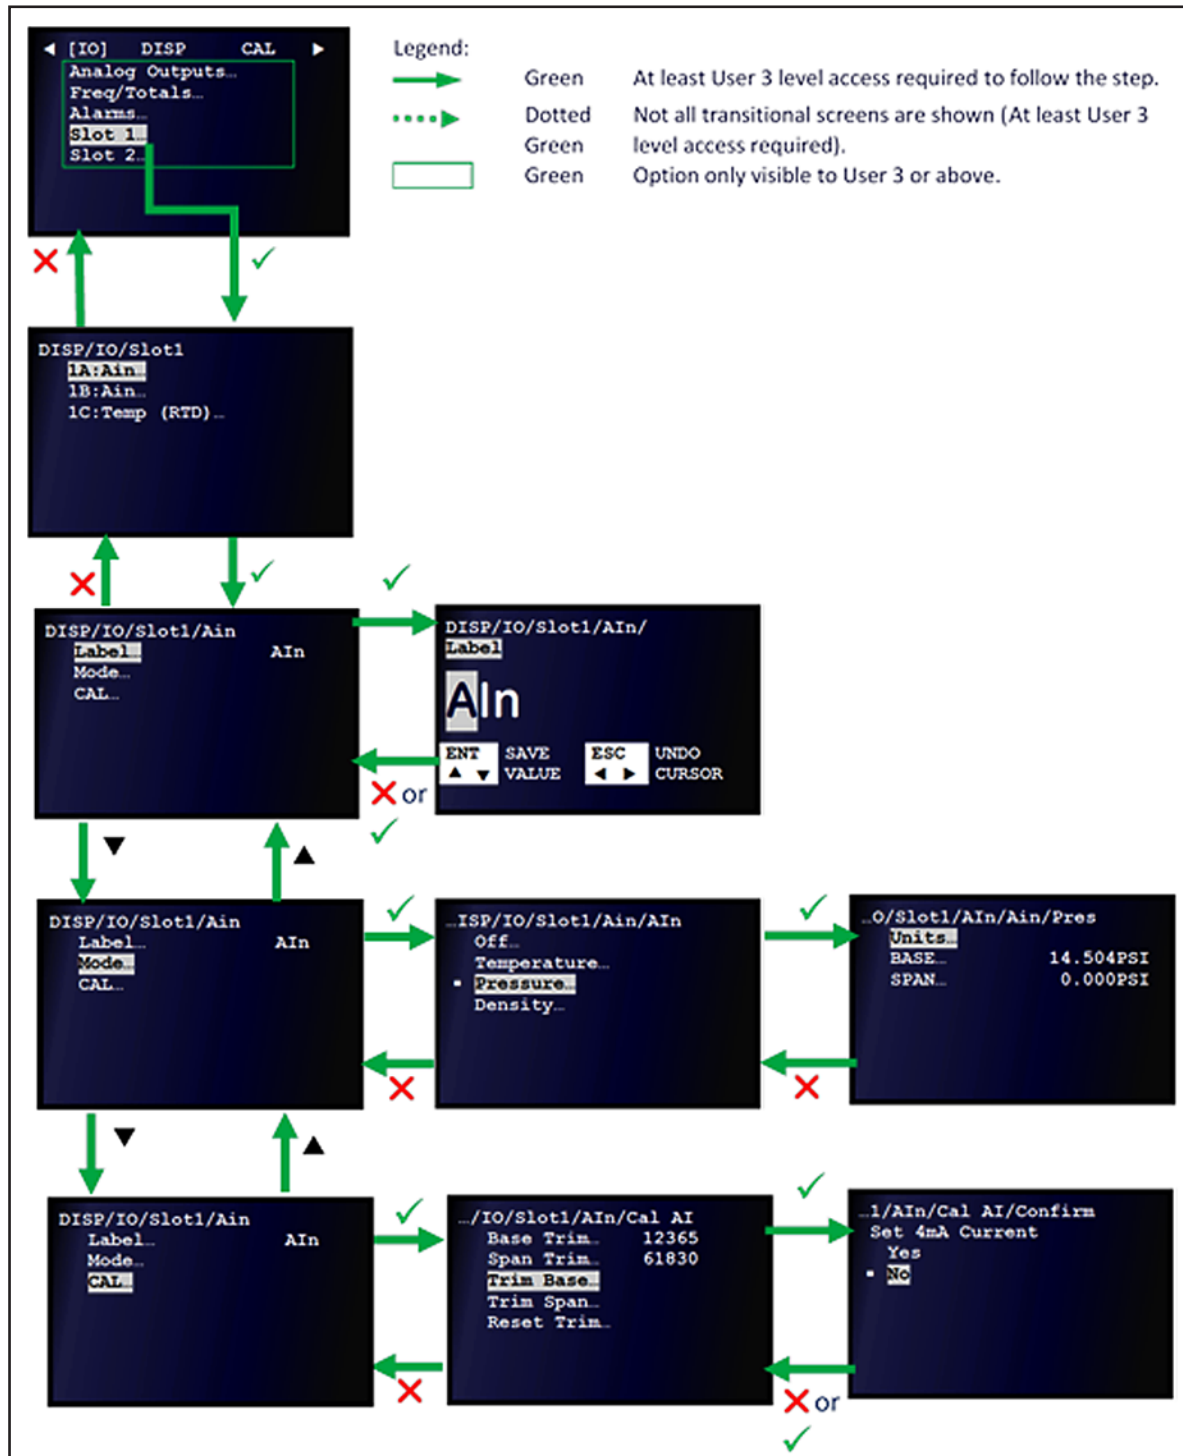 ◀ [IO] DISP CAL ▶
Analog Outputs…
Freq/Totals…
Alarms…
Slot 1…
Slot 2…
Legend:
Green At least User 3 level access required to follow the step.
Dotted Green Not all transitional screens are shown (At least User 3 level access required).
Green Option only visible to User 3 or above.
DISP/IO/Slot1
1A:Ain…
1B:Ain…
1C:Temp (RTD)…
DISP/IO/Slot1/Ain
Label… AIn
Mode…
CAL…
DISP/IO/Slot1/AIn/
Label
AIn
ENT SAVE ESC UNDO
▲ ▼ VALUE ◀ ▶ CURSOR
or
DISP/IO/Slot1/Ain
Label… AIn
Mode…
CAL…
…ISP/IO/Slot1/Ain/AIn
Off…
Temperature…
Pressure…
Density…
…O/Slot1/AIn/Ain/Pres
Units…
BASE… 14.504PSI
SPAN… 0.000PSI
DISP/IO/Slot1/Ain
Label… AIn
Mode…
CAL…
…/IO/Slot1/AIn/Cal AI
Base Trim… 12365
Span Trim… 61830
Trim Base…
Trim Span…
Reset Trim…
…1/AIn/Cal AI/Confirm
Set 4mA Current
Yes
No
or